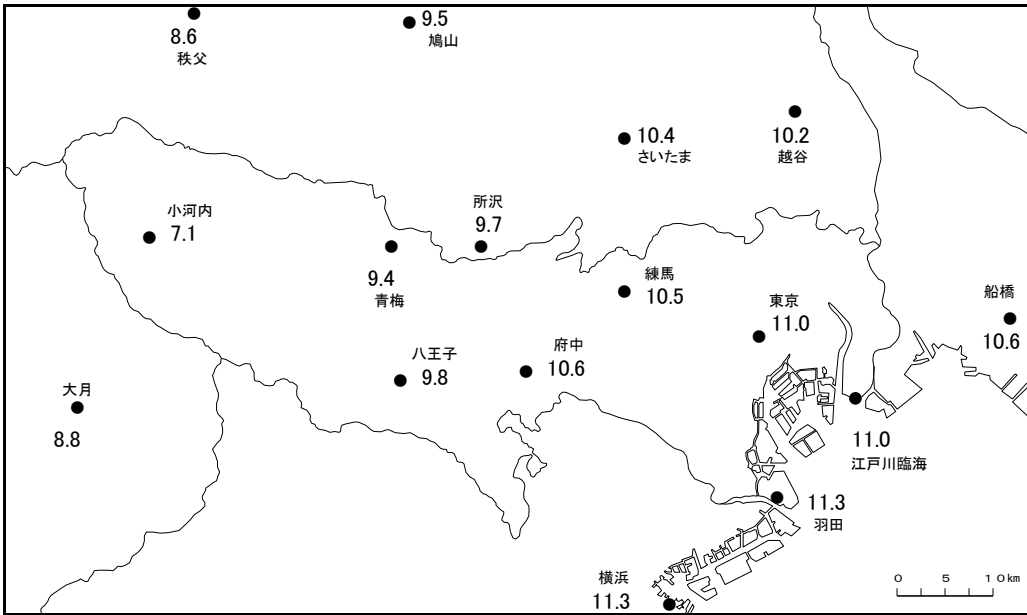 8.6
秩父
9.5
鳩山
10.4
さいたま
10.2
越谷
小河内
7.1
所沢
9.7
9.4
青梅
練馬
10.5
東京
11.0
船橋
10.6
八王子
9.8
府中
10.6
大月
8.8
11.0
江戸川臨海
11.3
羽田
横浜
11.3
0 5 10km